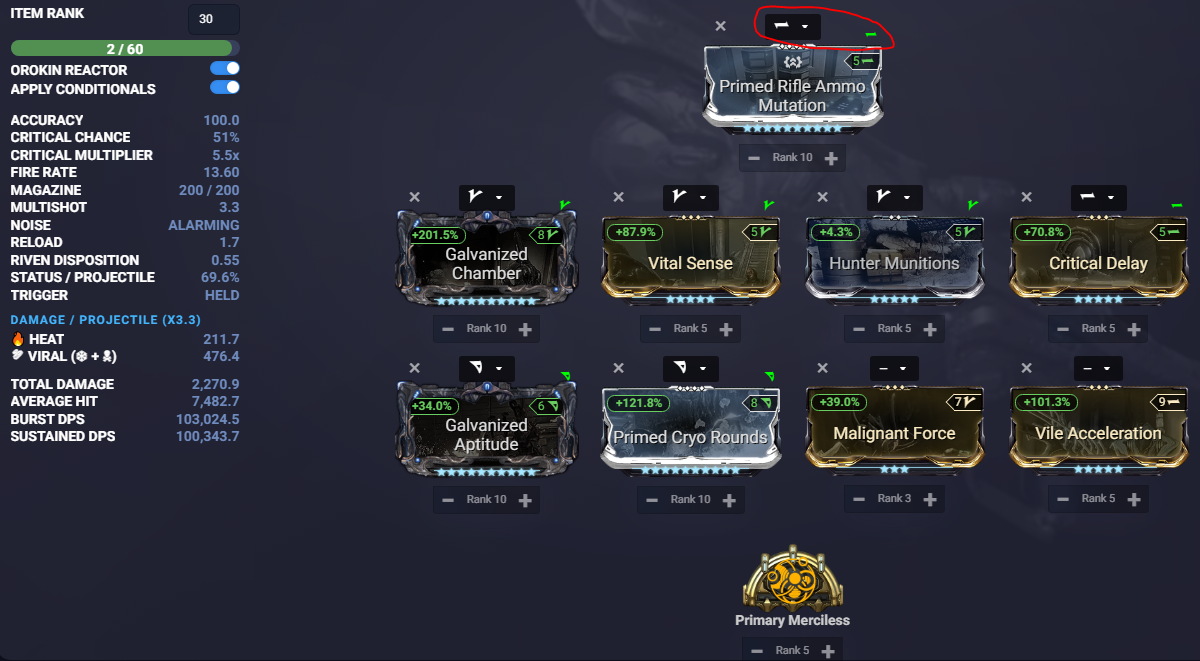 ITEM RANK 30
2 / 60
OROKIN REACTOR
APPLY CONDITIONALS
ACCURACY 100.0
CRITICAL CHANCE 51%
CRITICAL MULTIPLIER 5.5x
FIRE RATE 13.60
MAGAZINE 200 / 200
MULTISHOT 3.3
NOISE ALARMING
RELOAD 1.7
RIVEN DISPOSITION 0.55
STATUS / PROJECTILE 69.6%
TRIGGER HELD
DAMAGE / PROJECTILE (X3.3)
HEAT 211.7
VIRAL ( + ) 476.4
TOTAL DAMAGE 2,270.9
AVERAGE HIT 7,482.7
BURST DPS 103,024.5
SUSTAINED DPS 100,343.7
5
Primed Rifle Ammo
Mutation
Rank 10
+201.5% 8
Galvanized
Chamber
Rank 10
+87.9% 5
Vital Sense
Rank 5
+4.3% 5
Hunter Munitions
Rank 5
+70.8% 5
Critical Delay
Rank 5
+34.0% 6
Galvanized
Aptitude
Rank 10
+121.8% 8
Primed Cryo Rounds
Rank 10
+39.0% 7
Malignant Force
Rank 3
+101.3% 9
Vile Acceleration
Rank 5
Primary Merciless
Rank 5